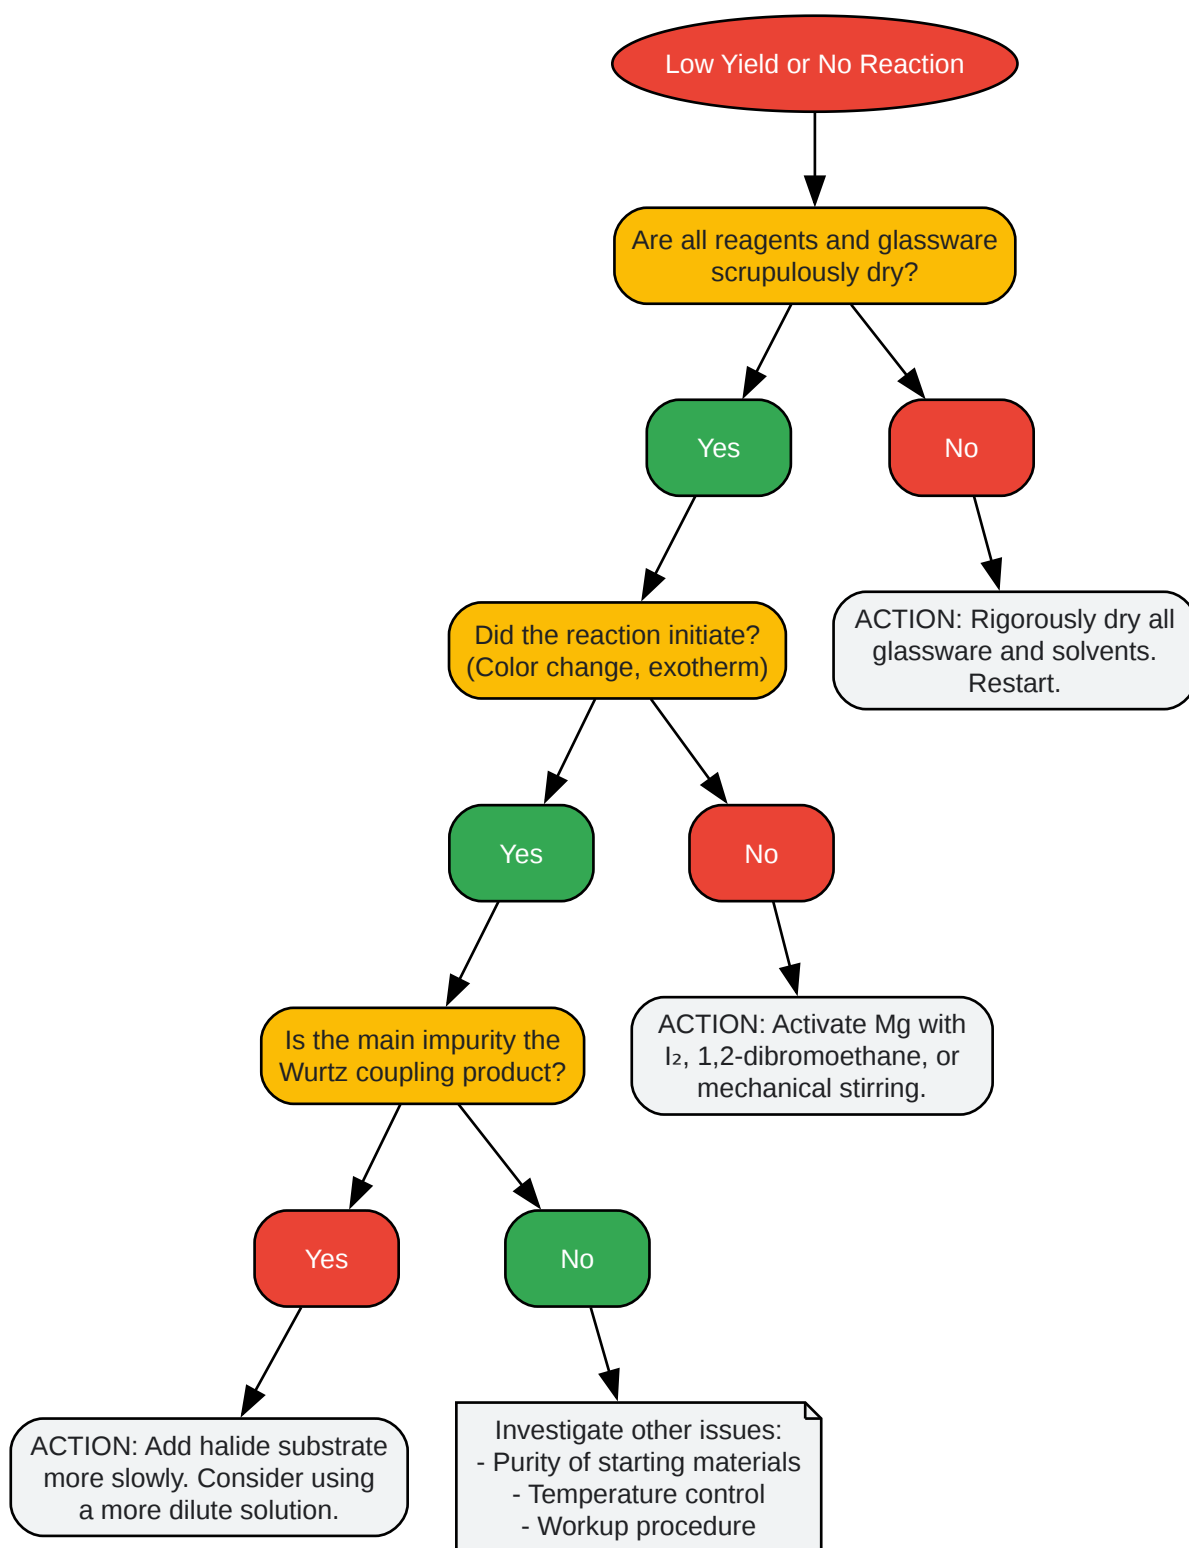 Low Yield or No Reaction
Are all reagents and glassware
scrupulously dry?
Yes
No
Did the reaction initiate?
(Color change, exotherm)
ACTION: Rigorously dry all
glassware and solvents.
Restart.
Yes
No
Is the main impurity the
Wurtz coupling product?
ACTION: Activate Mg with
I₂, 1,2-dibromoethane, or
mechanical stirring.
Yes
No
ACTION: Add halide substrate
more slowly. Consider using
a more dilute solution.
Investigate other issues:
- Purity of starting materials
- Temperature control
- Workup procedure